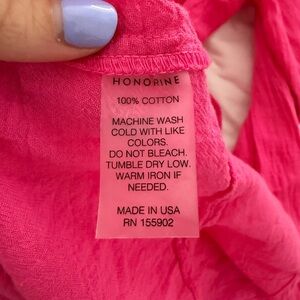 HONORINE
100% COTTON
MACHINE WASH
COLD WITH LIKE
COLORS.
DO NOT BLEACH.
TUMBLE DRY LOW.
WARM IRON IF
NEEDED.
MADE IN USA
RN 155902